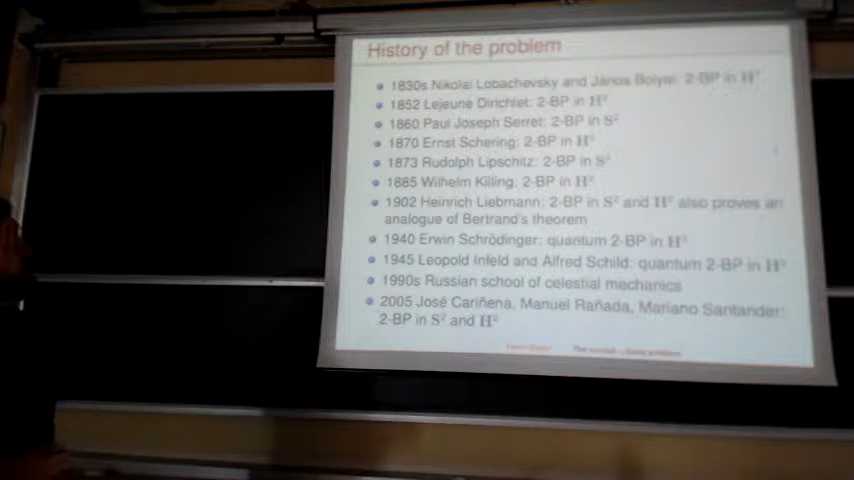 History of the problem
1830s Nikolai Lobachevsky and János Bolyai: 2-BP in H³
1852 Lejeune Dirichlet: 2-BP in H³
1860 Paul Joseph Serret: 2-BP in S²
1870 Ernst Schering: 2-BP in H³
1873 Rudolph Lipschitz: 2-BP in S³
1885 Wilhelm Killing: 2-BP in H³
1902 Heinrich Liebmann: 2-BP in S² and H² also proves an
analogue of Bertrand's theorem
1940 Erwin Schrödinger: quantum 2-BP in H³
1945 Leopold Infeld and Alfred Schild: quantum 2-BP in H³
1990s Russian school of celestial mechanics
2005 José Cariñena, Manuel Rañada, Mariano Santander:
2-BP in S² and H²